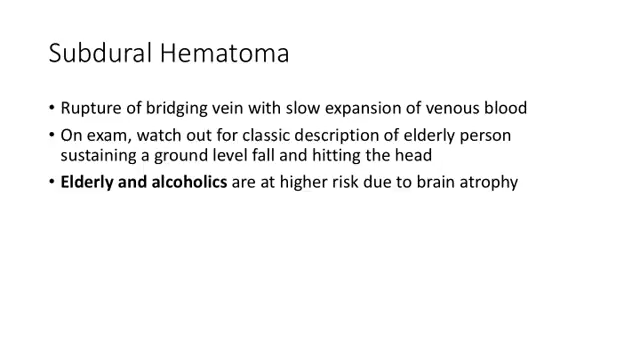 Subdural Hematoma
• Rupture of bridging vein with slow expansion of venous blood
• On exam, watch out for classic description of elderly person
sustaining a ground level fall and hitting the head
• Elderly and alcoholics are at higher risk due to brain atrophy